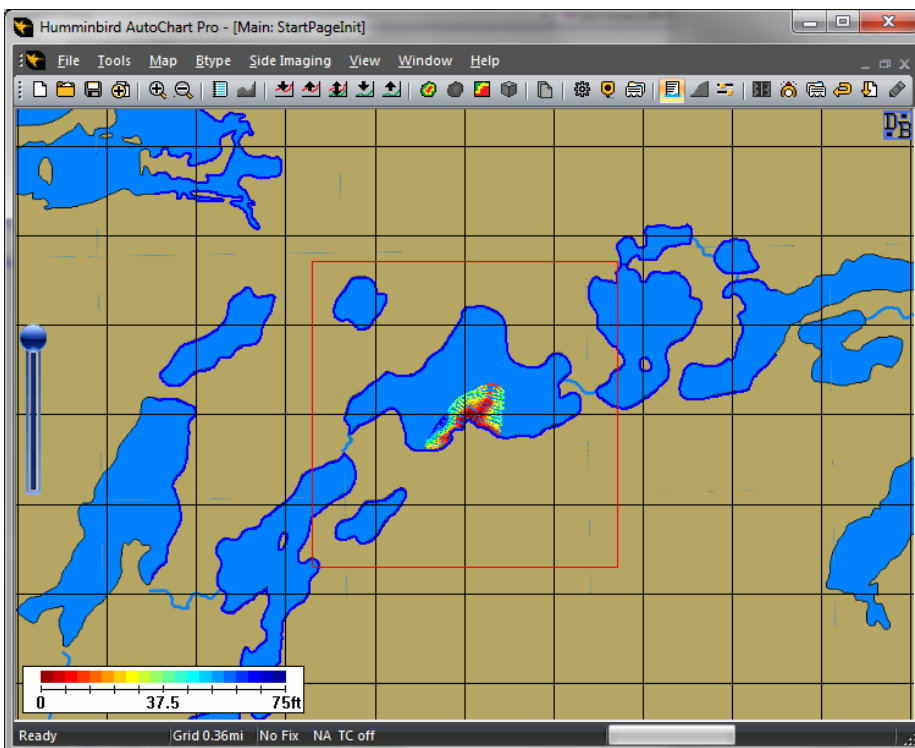 Humminbird AutoChart Pro - [Main: StartPageInit]
File Tools Map Btype Side Imaging View Window Help
DB
0 37.5 75ft
Ready Grid 0.36mi No Fix NA TC off